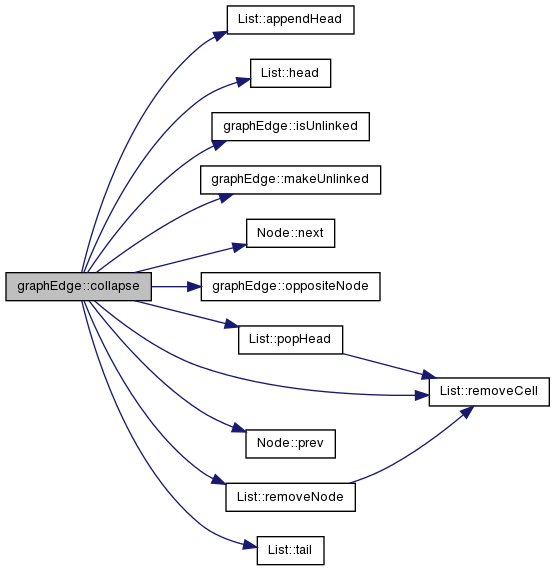 List::appendHead
List::head
graphEdge::isUnlinked
graphEdge::makeUnlinked
Node::next
graphEdge::collapse
graphEdge::oppositeNode
List::popHead
List::removeCell
Node::prev
List::removeNode
List::tail